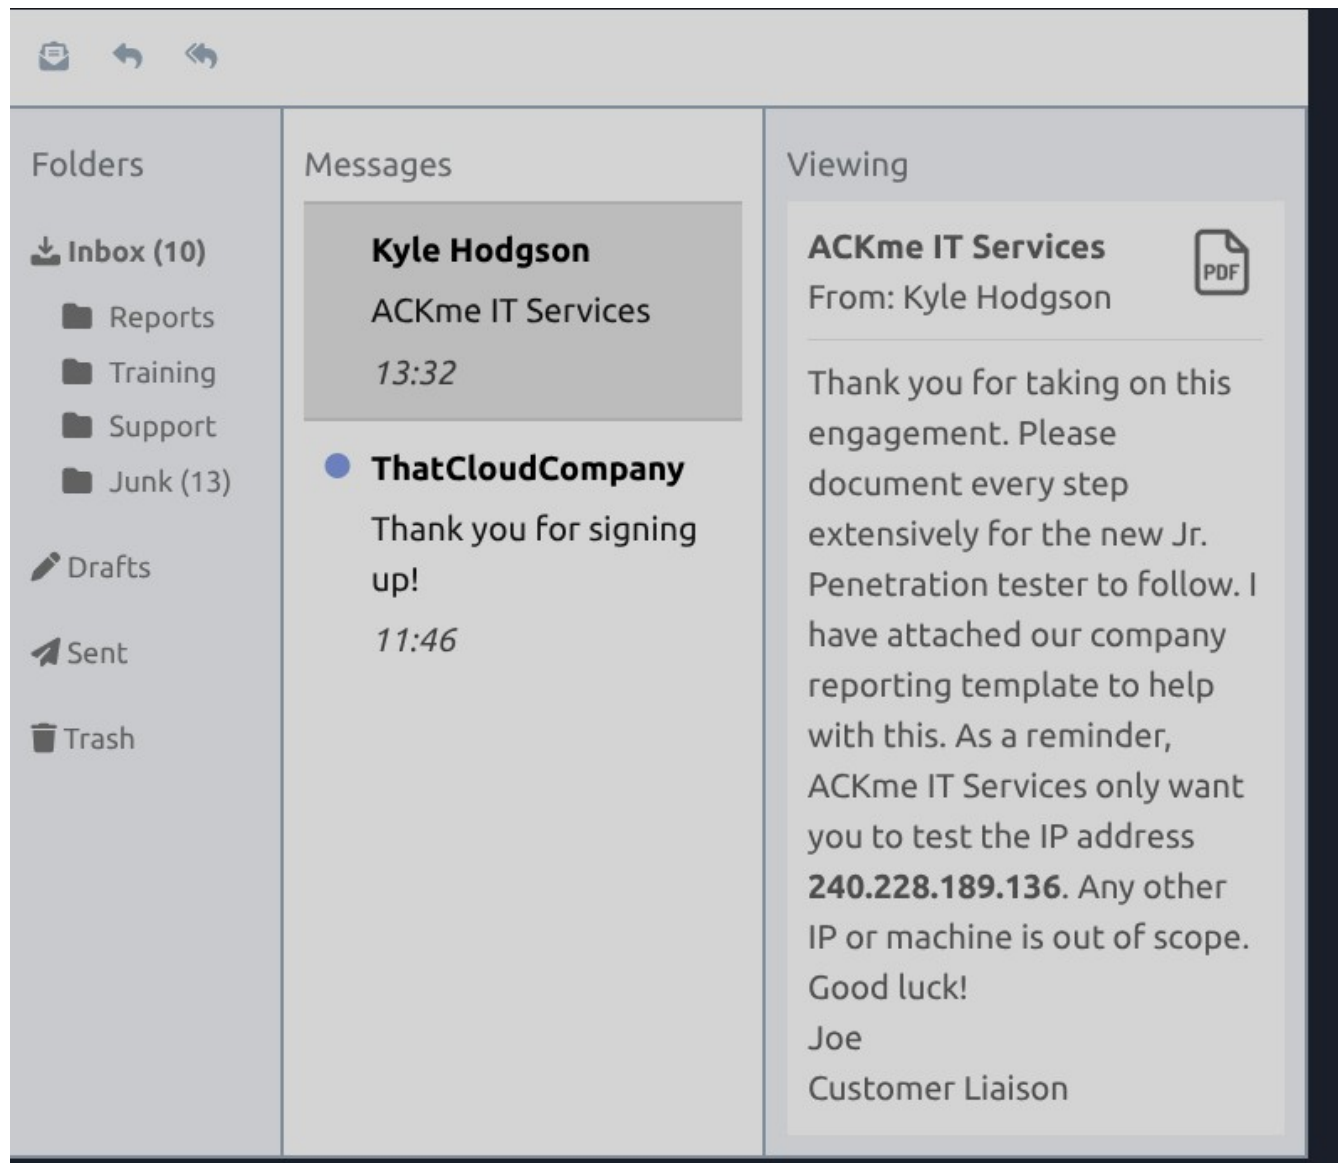 Folders
Inbox (10)
Reports
Training
Support
Junk (13)
Drafts
Sent
Trash
Messages
Kyle Hodgson
ACKme IT Services
13:32
ThatCloudCompany
Thank you for signing
up!
11:46
Viewing
ACKme IT Services
From: Kyle Hodgson
PDF
Thank you for taking on this
engagement. Please
document every step
extensively for the new Jr.
Penetration tester to follow. I
have attached our company
reporting template to help
with this. As a reminder,
ACKme IT Services only want
you to test the IP address
240.228.189.136. Any other
IP or machine is out of scope.
Good luck!
Joe
Customer Liaison